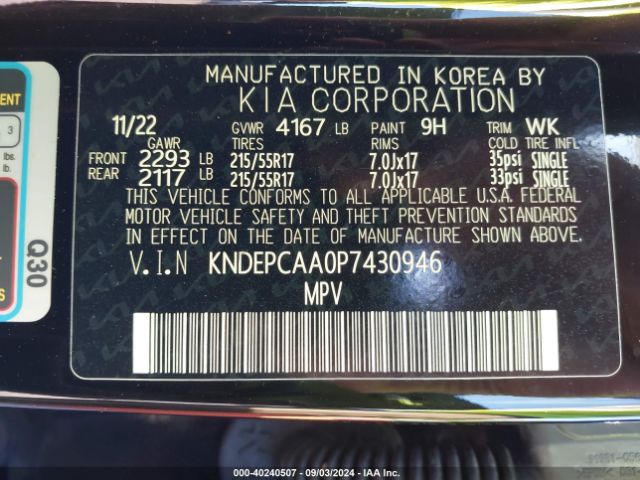 MANUFACTURED IN KOREA BY
KIA CORPORATION
11/22 GVWR 4167 LB PAINT 9H TRIM WK
GAWR TIRES RIMS COLD TIRE INFL
FRONT 2293 LB 215/55R17 7.0Jx17 35psi SINGLE
REAR 2117 LB 215/55R17 7.0Jx17 33psi SINGLE
THIS VEHICLE CONFORMS TO ALL APPLICABLE U.S.A. FEDERAL
MOTOR VEHICLE SAFETY AND THEFT PREVENTION STANDARDS
IN EFFECT ON THE DATE OF MANUFACTURE SHOWN ABOVE.
V.I.N KNDEPCAA0P7430946
MPV
3
lbs.
lb.
Q30
000-40240507 - 09/03/2024 - IAA Inc.